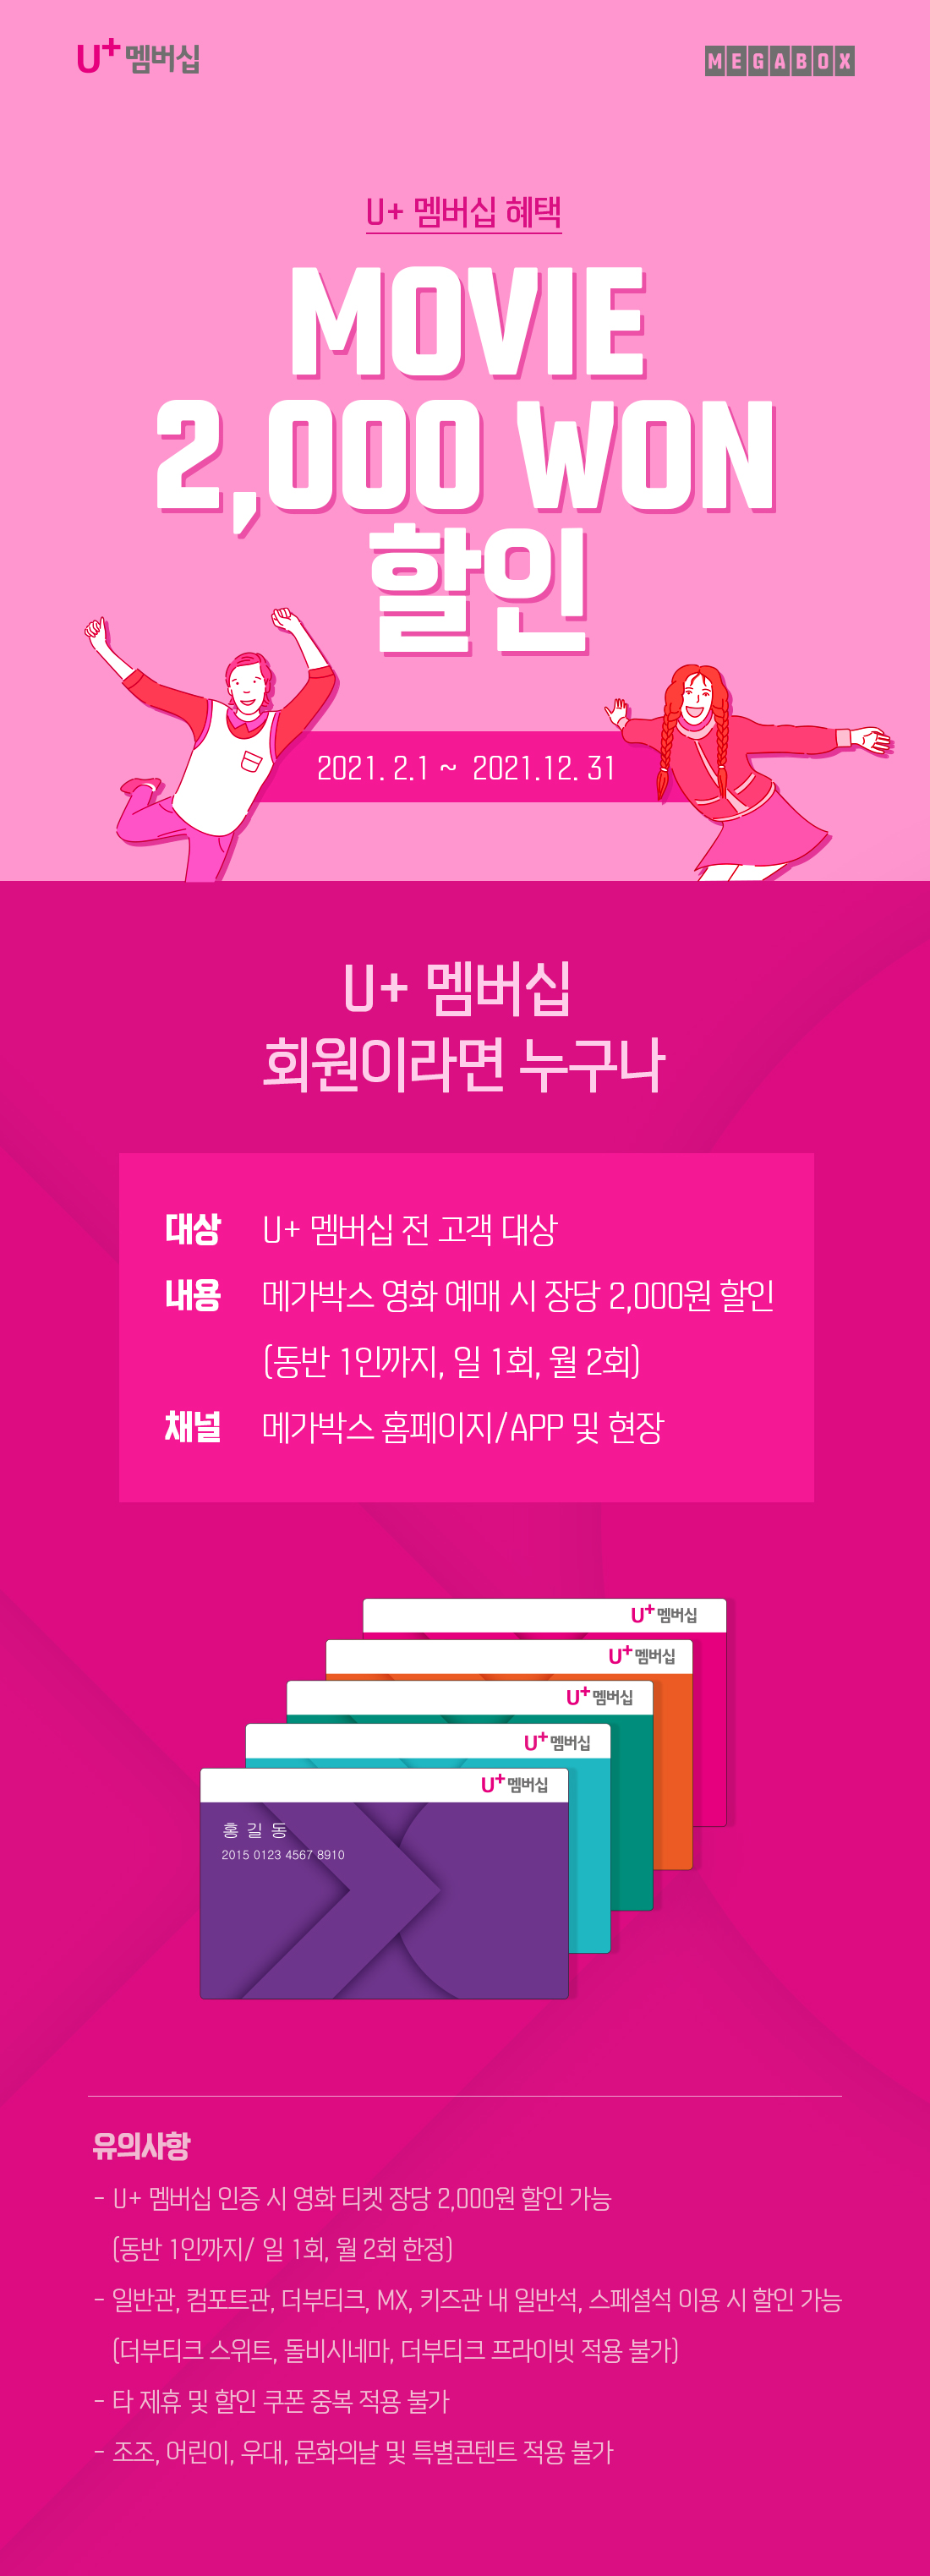 U+ 멤버십
MEGABOX
U+ 멤버십 혜택
MOVIE
2,000 WON
할인
2021. 2.1 ~ 2021.12. 31
U+ 멤버십
회원이라면 누구나
대상 U+ 멤버십 전 고객 대상
내용 메가박스 영화 예매 시 장당 2,000원 할인
(동반 1인까지, 일 1회, 월 2회)
채널 메가박스 홈페이지/APP 및 현장
U+ 멤버십
U+ 멤버십
U+ 멤버십
U+ 멤버십
U+ 멤버십
홍 길 동
2015 0123 4567 8910
유의사항
- U+ 멤버십 인증 시 영화 티켓 장당 2,000원 할인 가능
(동반 1인까지/ 일 1회, 월 2회 한정)
- 일반관, 컴포트관, 더부티크, MX, 키즈관 내 일반석, 스페셜석 이용 시 할인 가능
(더부티크 스위트, 돌비시네마, 더부티크 프라이빗 적용 불가)
- 타 제휴 및 할인 쿠폰 중복 적용 불가
- 조조, 어린이, 우대, 문화의날 및 특별콘텐트 적용 불가